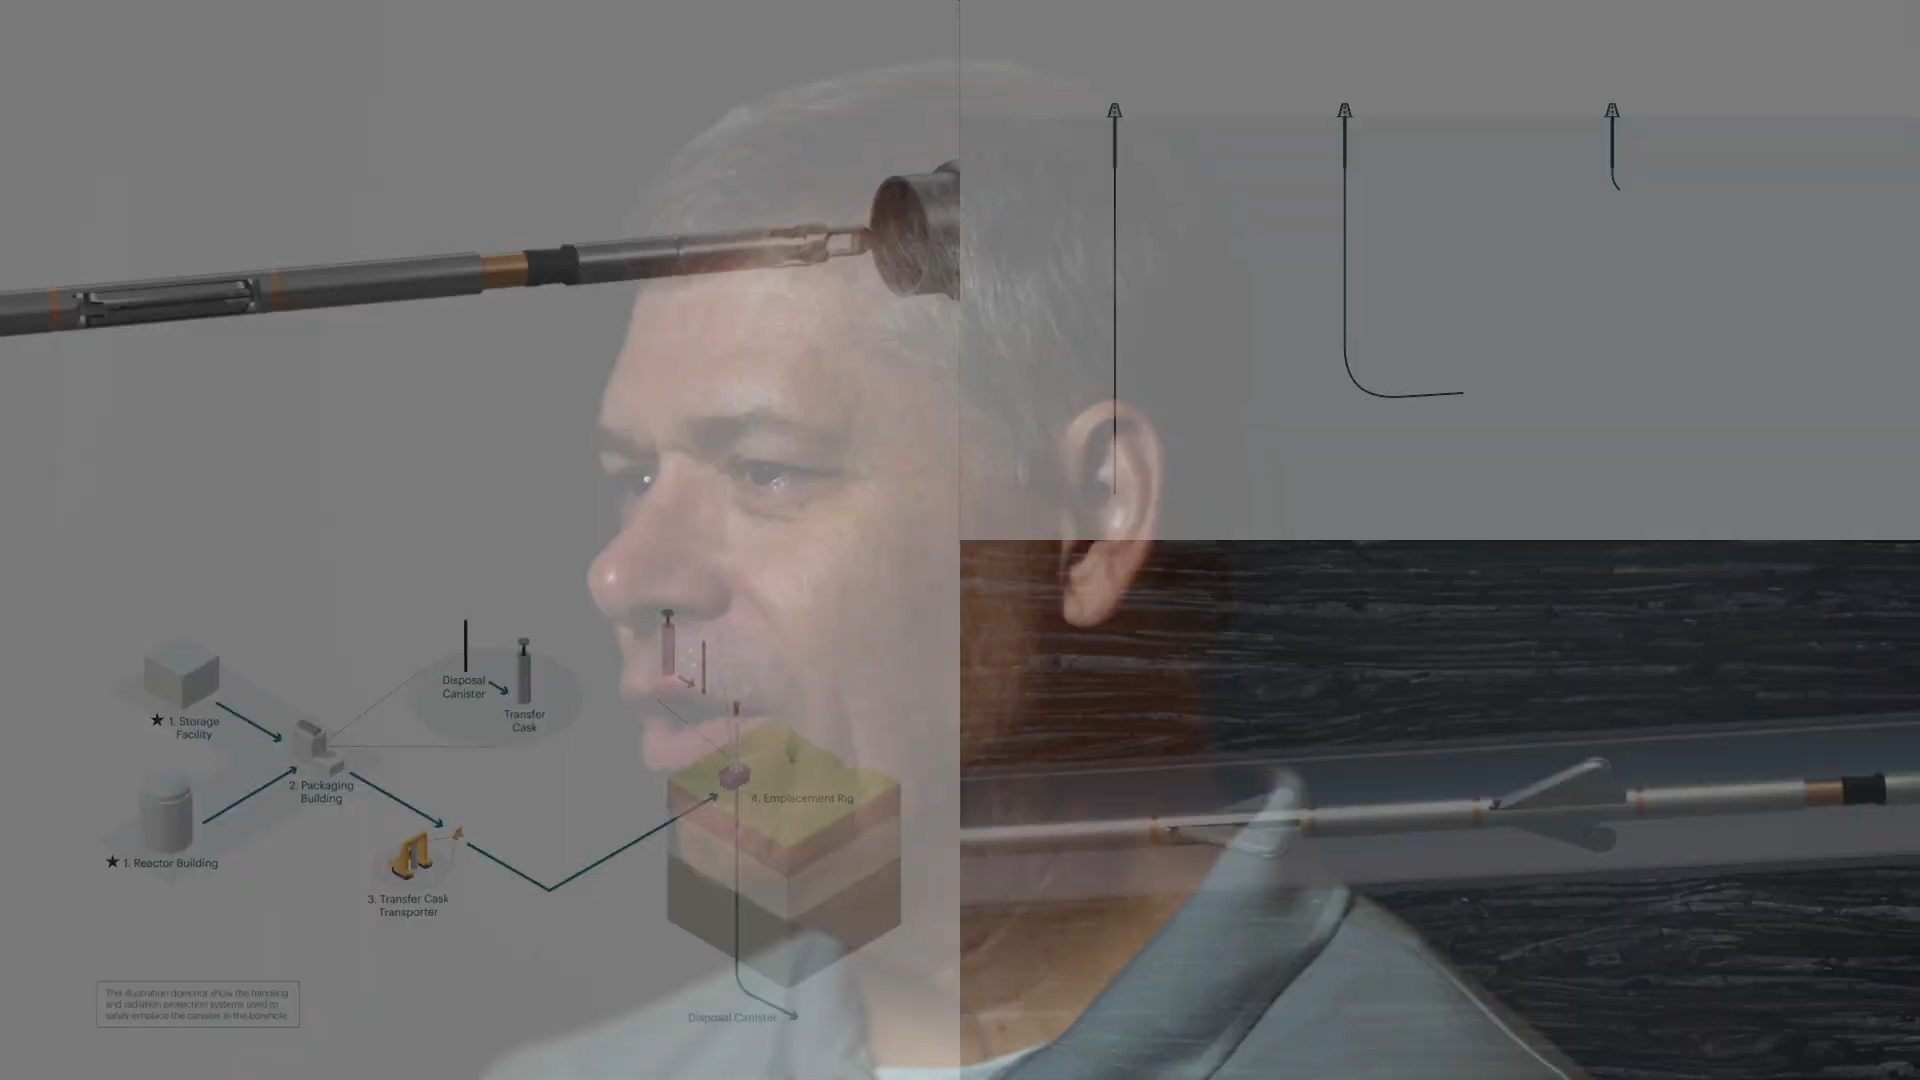 Disposal
Canister
Transfer
Cask
★ 1. Storage
Facility
2. Packaging
Building
4. Emplacement Rig
★ 1. Reactor Building
3. Transfer Cask
Transporter
This illustration does not show the handling
and radiation protection systems used to
safely emplace the canister in the borehole.
Disposal Canister